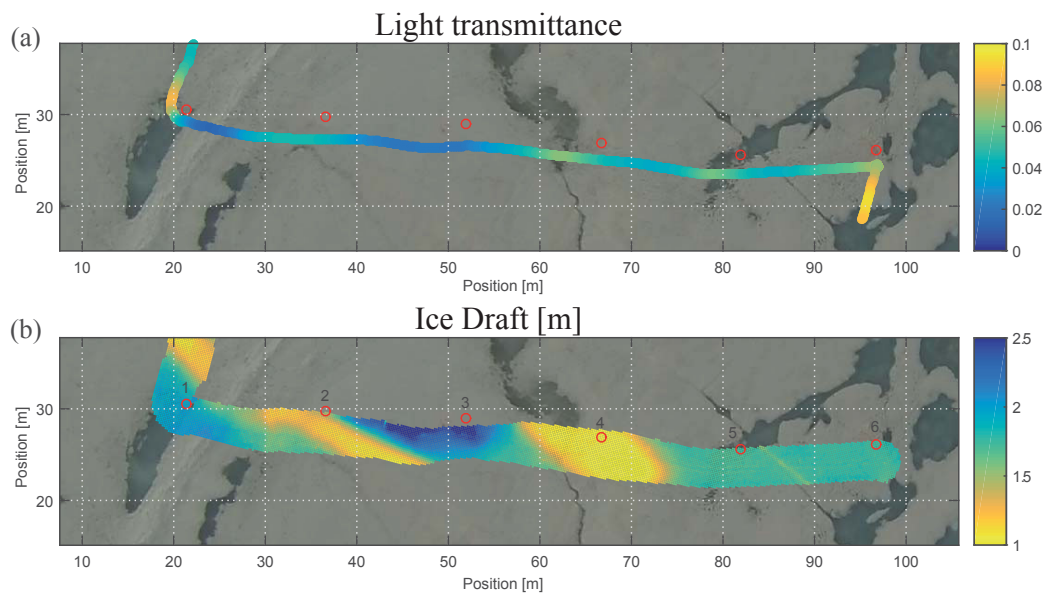 (a)
Light transmittance
Position [m]
30
20
0.1
0.08
0.06
0.04
0.02
0
10 20 30 40 50 60 70 80 90 100
Position [m]
(b)
Ice Draft [m]
Position [m]
30
20
1 2 3 4 5 6
2.5
2
1.5
1
10 20 30 40 50 60 70 80 90 100
Position [m]